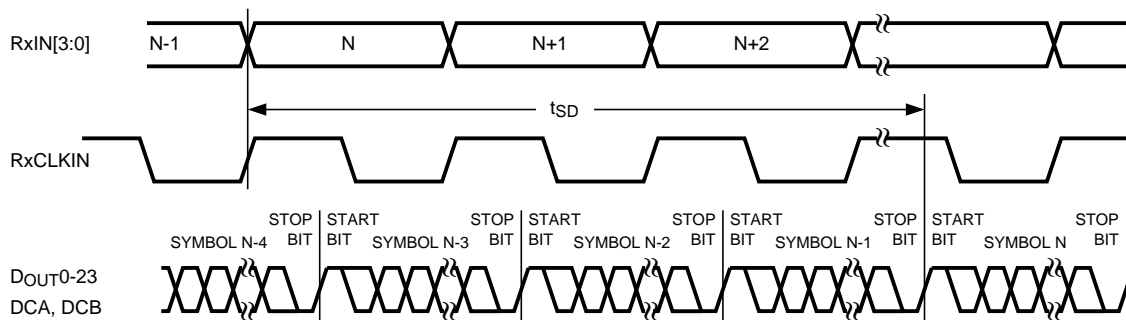 RxIN[3:0] N-1 N N+1 N+2
tSD
RxCLKIN
STOP BIT START BIT STOP BIT START BIT STOP BIT START BIT STOP BIT START BIT STOP BIT
SYMBOL N-4 SYMBOL N-3 SYMBOL N-2 SYMBOL N-1 SYMBOL N
DOUT0-23
DCA, DCB